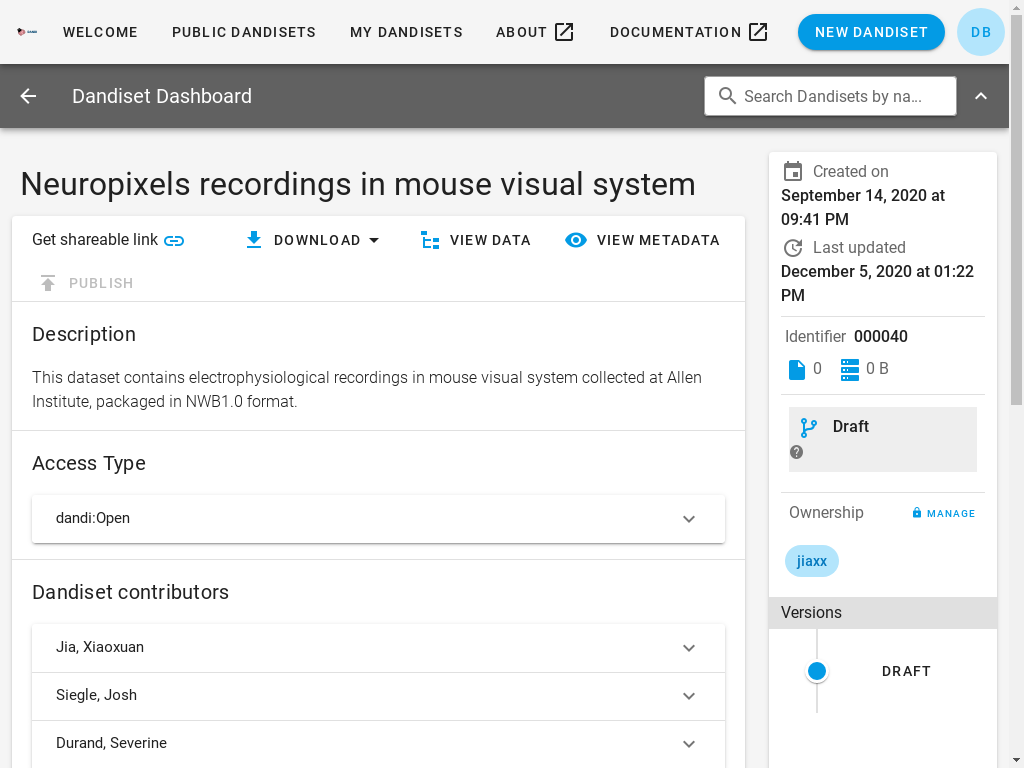 WELCOME PUBLIC DANDISETS MY DANDISETS ABOUT DOCUMENTATION NEW DANDISET DB
Dandiset Dashboard Search Dandisets by na...
Neuropixels recordings in mouse visual system
Get shareable link DOWNLOAD VIEW DATA VIEW METADATA
PUBLISH
Description
This dataset contains electrophysiological recordings in mouse visual system collected at Allen
Institute, packaged in NWB1.0 format.
Access Type
dandi:Open
Dandiset contributors
Jia, Xiaoxuan
Siegle, Josh
Durand, Severine
Created on
September 14, 2020 at
09:41 PM
Last updated
December 5, 2020 at 01:22
PM
Identifier 000040
0 0 B
Draft
Ownership MANAGE
jiaxx
Versions
DRAFT